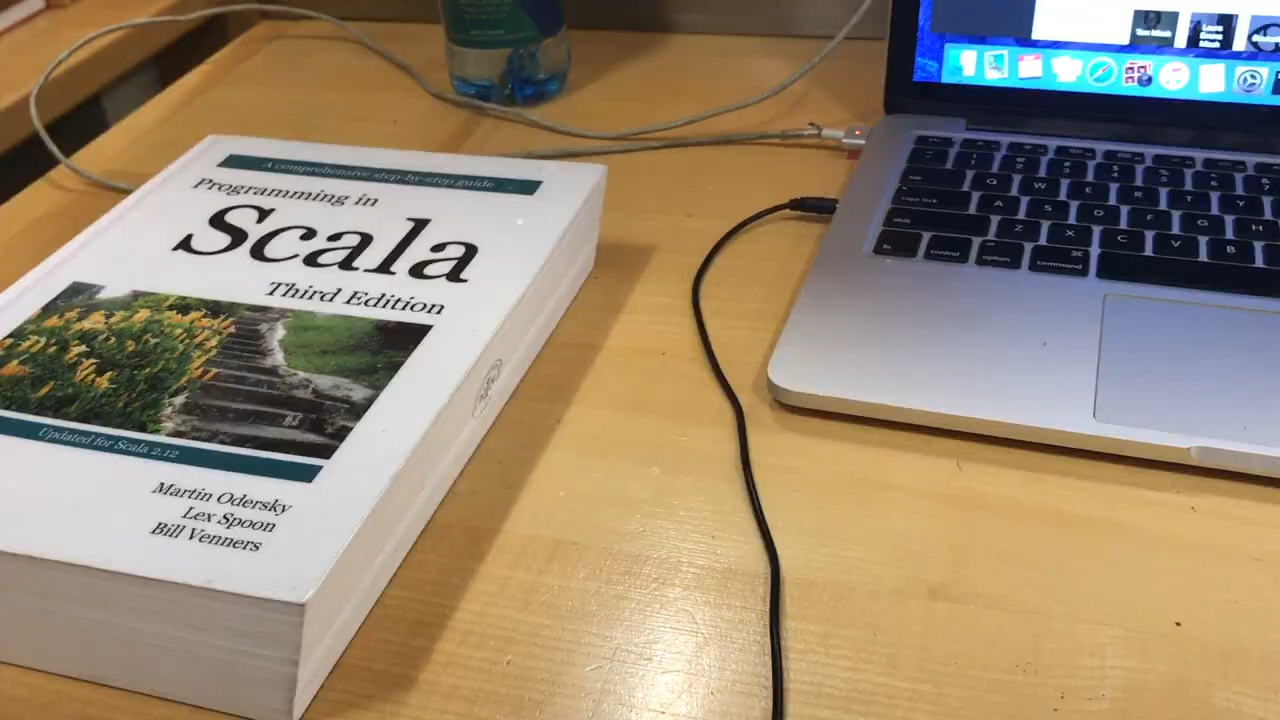 A comprehensive step-by-step guide
Programming in
Scala
Third Edition
Updated for Scala 2.12
Martin Odersky
Lex Spoon
Bill Venners
Q W E R T Y
caps lock A S D F G H
shift Z X C V B
fn control option command